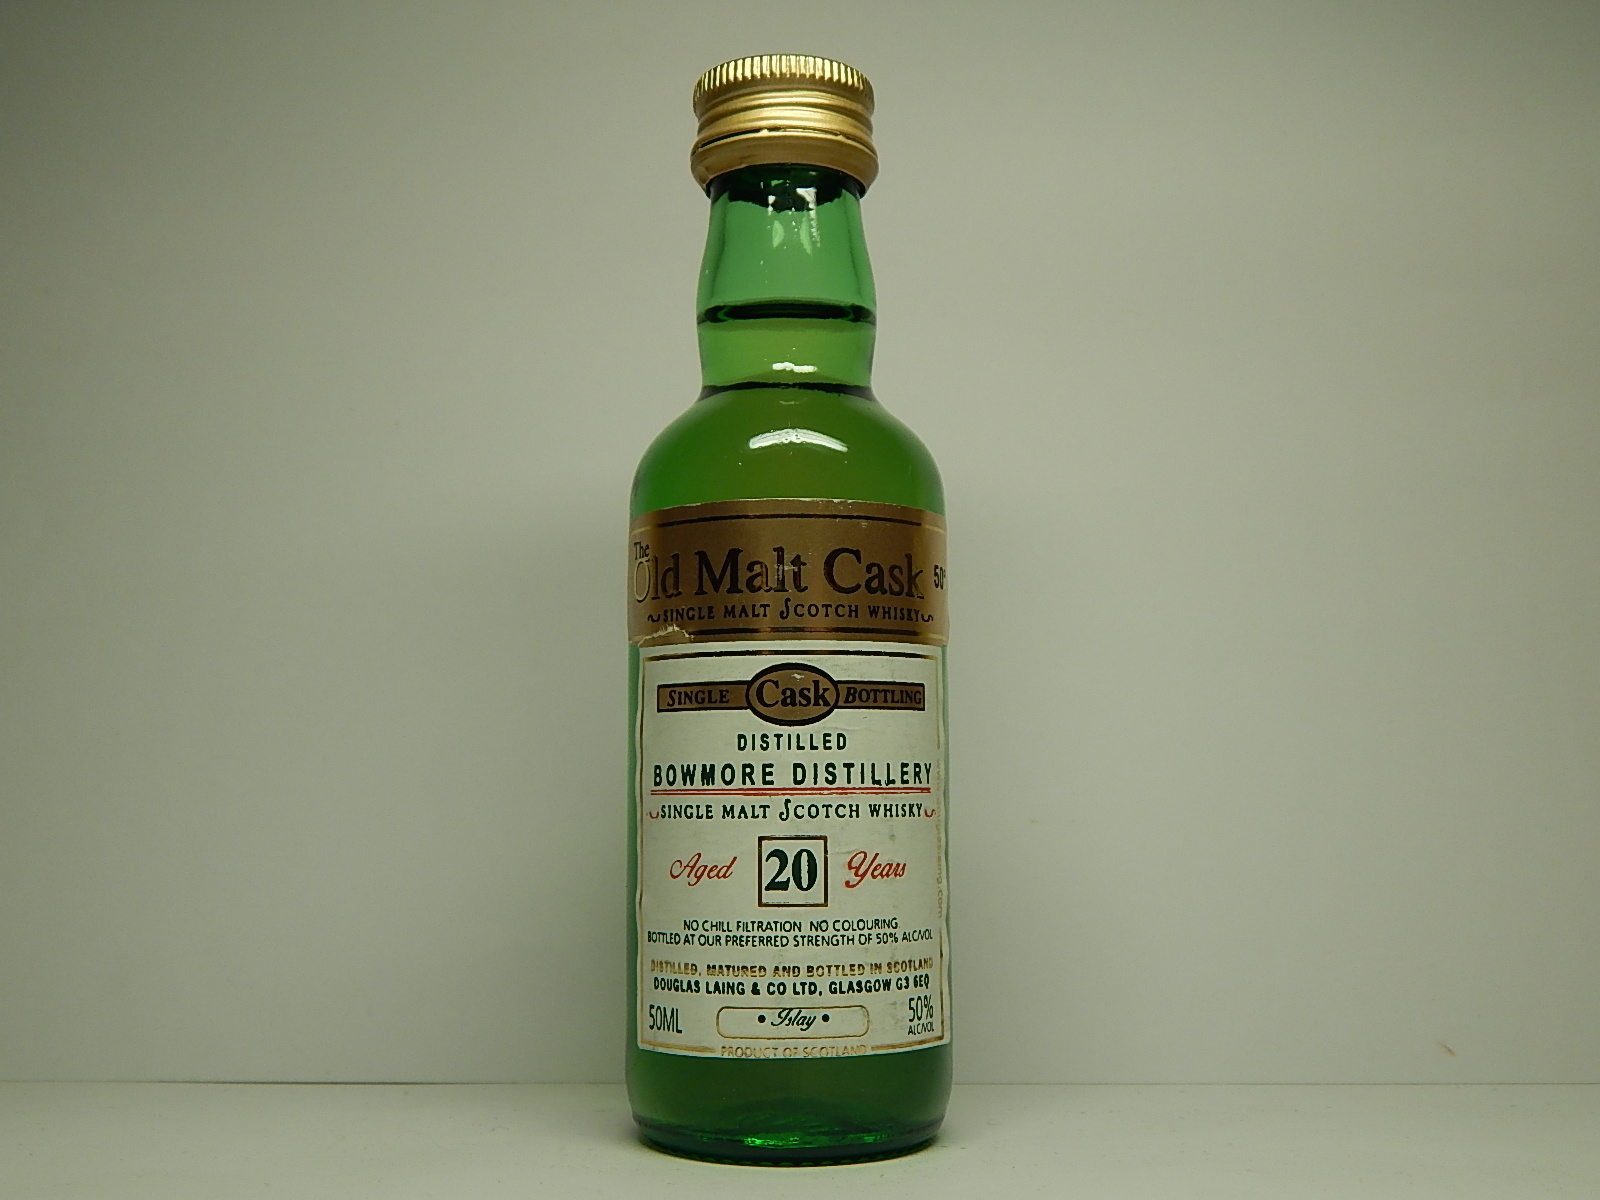 The
Old Malt Cask 50°
SINGLE MALT SCOTCH WHISKY
SINGLE Cask BOTTLING
DISTILLED
BOWMORE DISTILLERY
SINGLE MALT SCOTCH WHISKY
Aged 20 Years
NO CHILL FILTRATION NO COLOURING
BOTTLED AT OUR PREFERRED STRENGTH OF 50% ALC/VOL
DISTILLED, MATURED AND BOTTLED IN SCOTLAND
DOUGLAS LAING & CO LTD, GLASGOW G3 6EQ
50ML • Islay • 50%
ALC/VOL
PRODUCT OF SCOTLAND